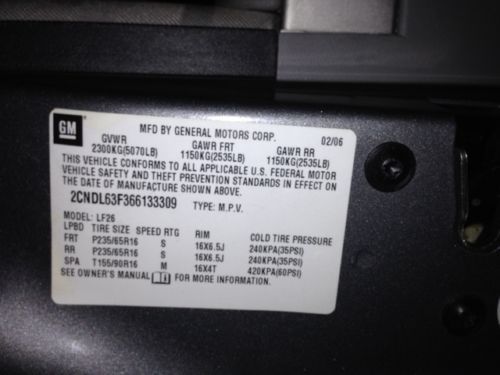 GM
MFD BY GENERAL MOTORS CORP. 02/06
GVWR GAWR FRT GAWR RR
2300KG(5070LB) 1150KG(2535LB) 1150KG(2535LB)
THIS VEHICLE CONFORMS TO ALL APPLICABLE U.S. FEDERAL MOTOR
VEHICLE SAFETY AND THEFT PREVENTION STANDARDS IN EFFECT ON
THE DATE OF MANUFACTURE SHOWN ABOVE.
2CNDL63F366133309 TYPE: M.P.V.
MODEL: LF26
LPBD TIRE SIZE SPEED RTG RIM COLD TIRE PRESSURE
FRT P235/65R16 S 16X6.5J 240KPA(35PSI)
RR P235/65R16 S 16X6.5J 240KPA(35PSI)
SPA T155/90R16 M 16X4T 420KPA(60PSI)
SEE OWNER'S MANUAL FOR MORE INFORMATION